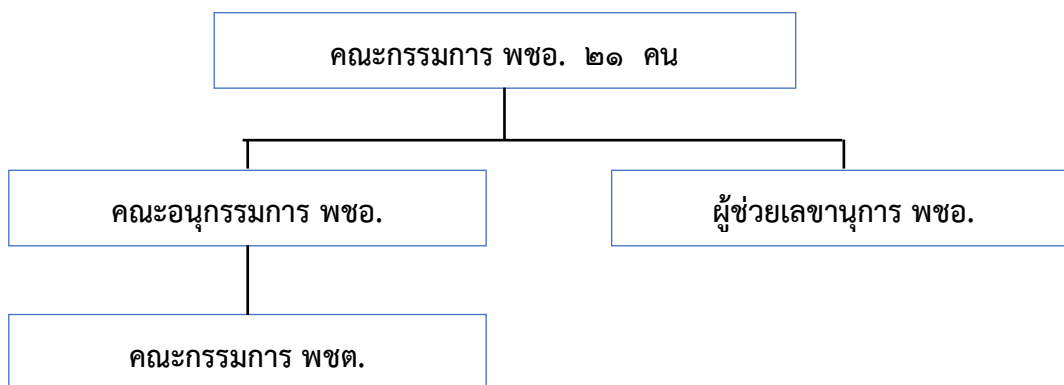 คณะกรรมการ พชอ. ๒๑ คน
คณะอนุกรรมการ พชอ.
ผู้ช่วยเลขานุการ พชอ.
คณะกรรมการ พชต.